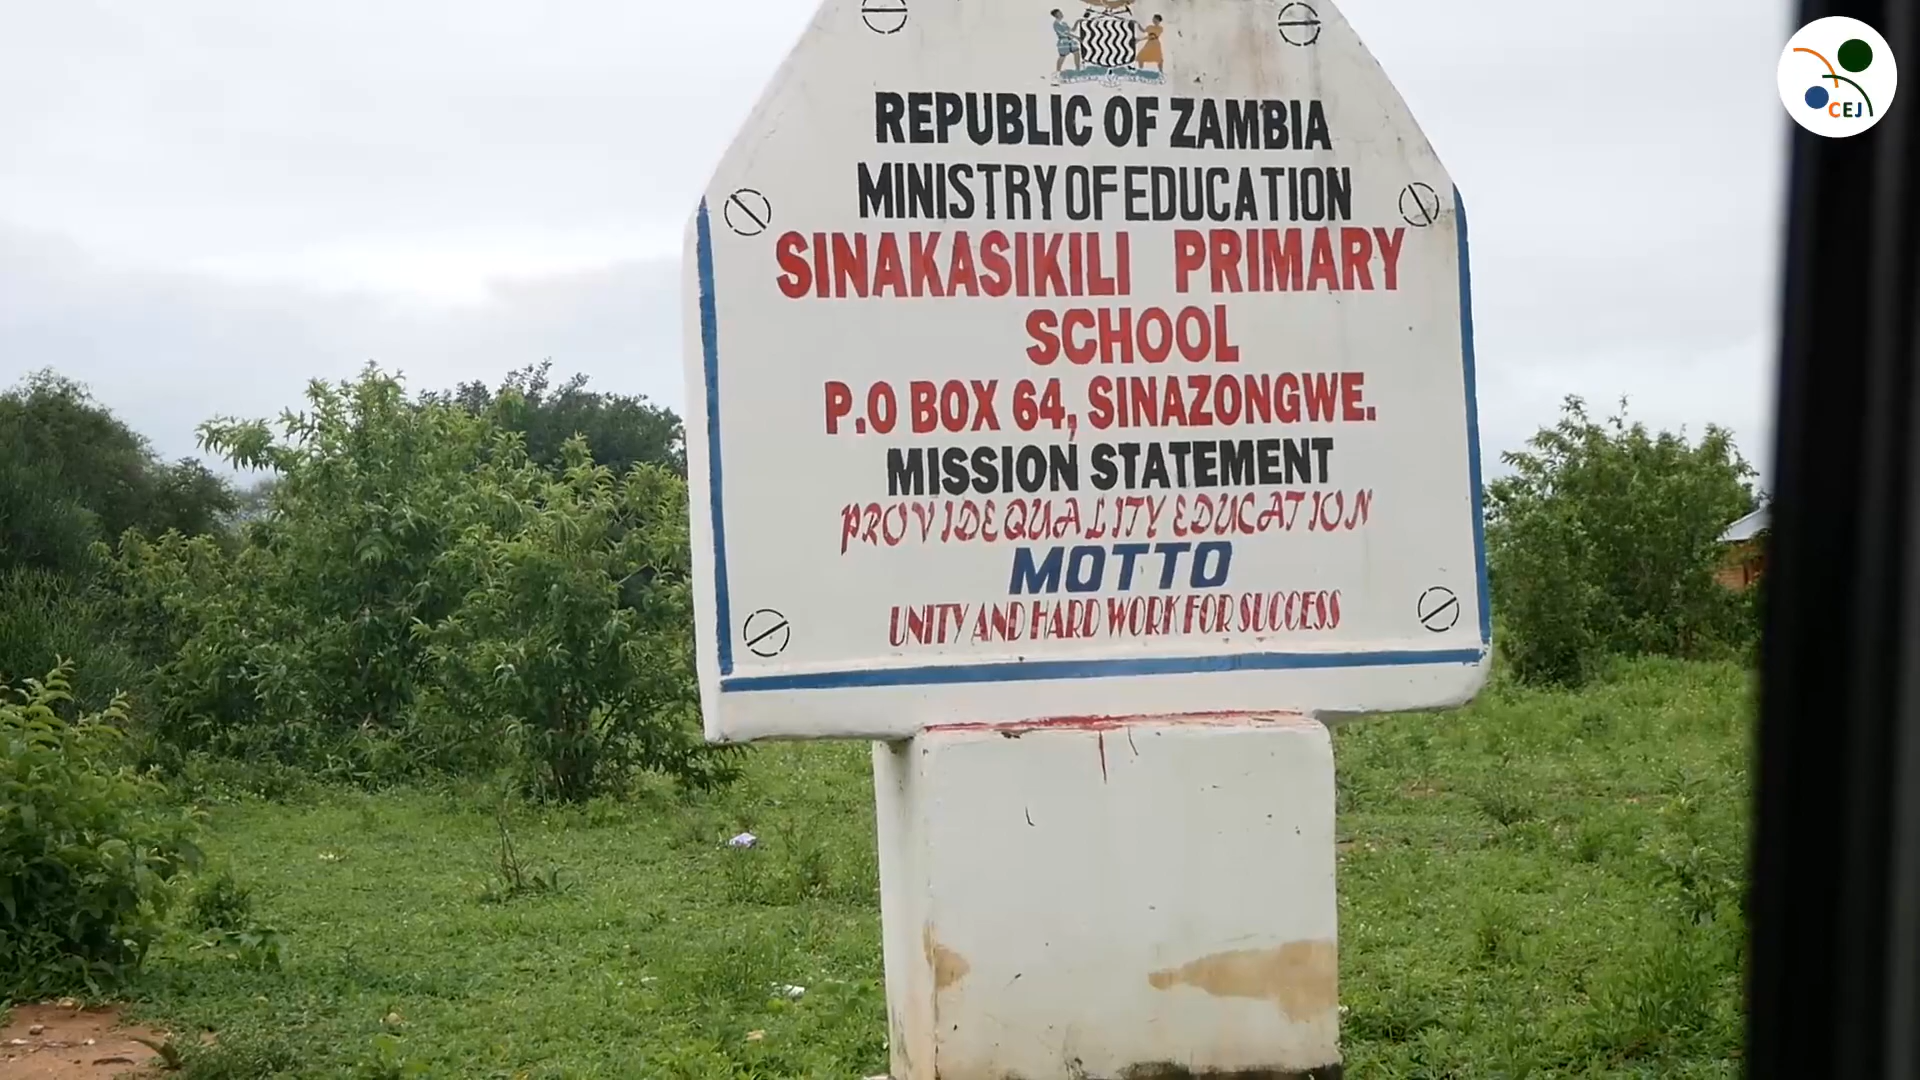 REPUBLIC OF ZAMBIA
MINISTRY OF EDUCATION
SINAKASIKILI PRIMARY
SCHOOL
P.O BOX 64, SINAZONGWE.
MISSION STATEMENT
PROVIDE QUALITY EDUCATION
MOTTO
UNITY AND HARD WORK FOR SUCCESS
CEJ